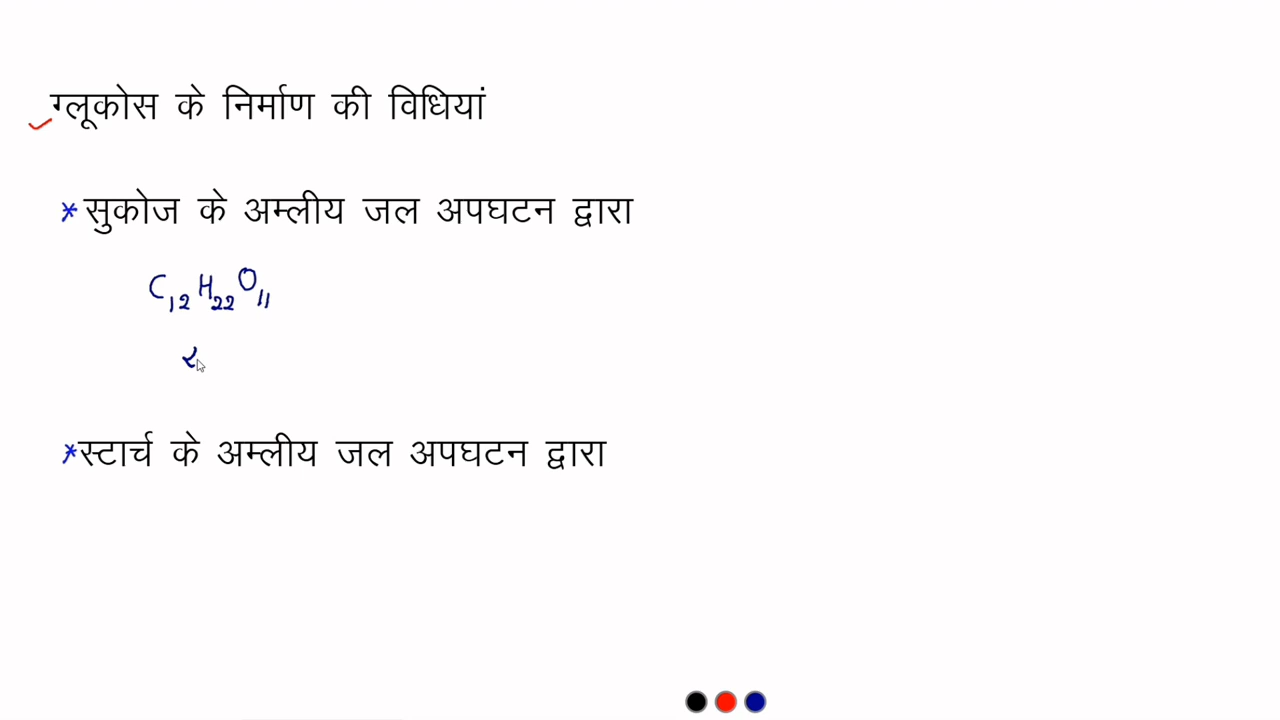 ग्लूकोस के निर्माण की विधियां
* सुकोज के अम्लीय जल अपघटन द्वारा
C₁₂H₂₂O₁₁
*स्टार्च के अम्लीय जल अपघटन द्वारा